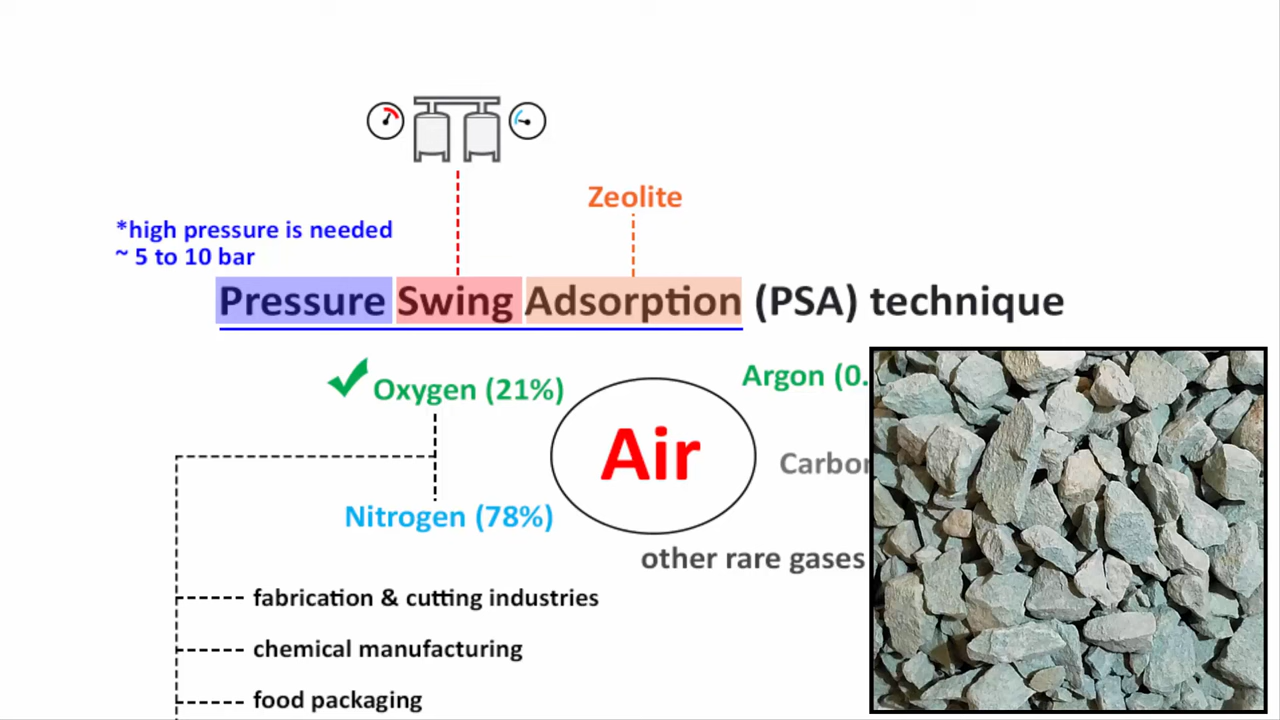 Zeolite
*high pressure is needed
~ 5 to 10 bar
Pressure Swing Adsorption (PSA) technique
Oxygen (21%)
Argon (0.
Air
Nitrogen (78%)
other rare gases
fabrication & cutting industries
chemical manufacturing
food packaging